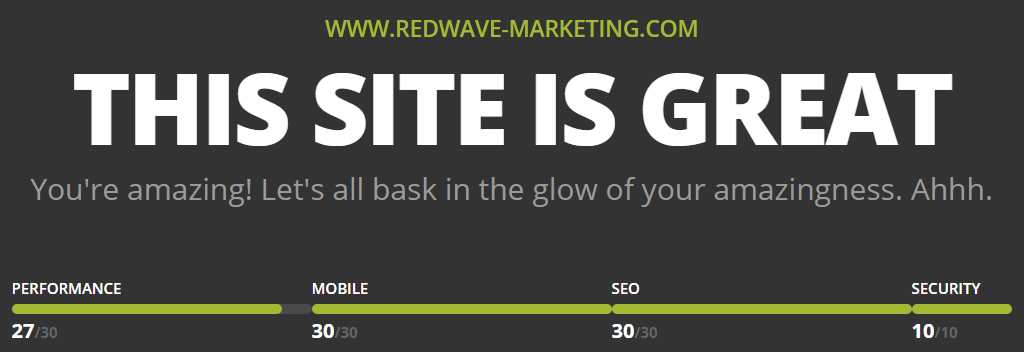 WWW.REDWAVE-MARKETING.COM
THIS SITE IS GREAT
You're amazing! Let's all bask in the glow of your amazingness. Ahhh.
PERFORMANCE MOBILE SEO SECURITY
27/30 30/30 30/30 10/10